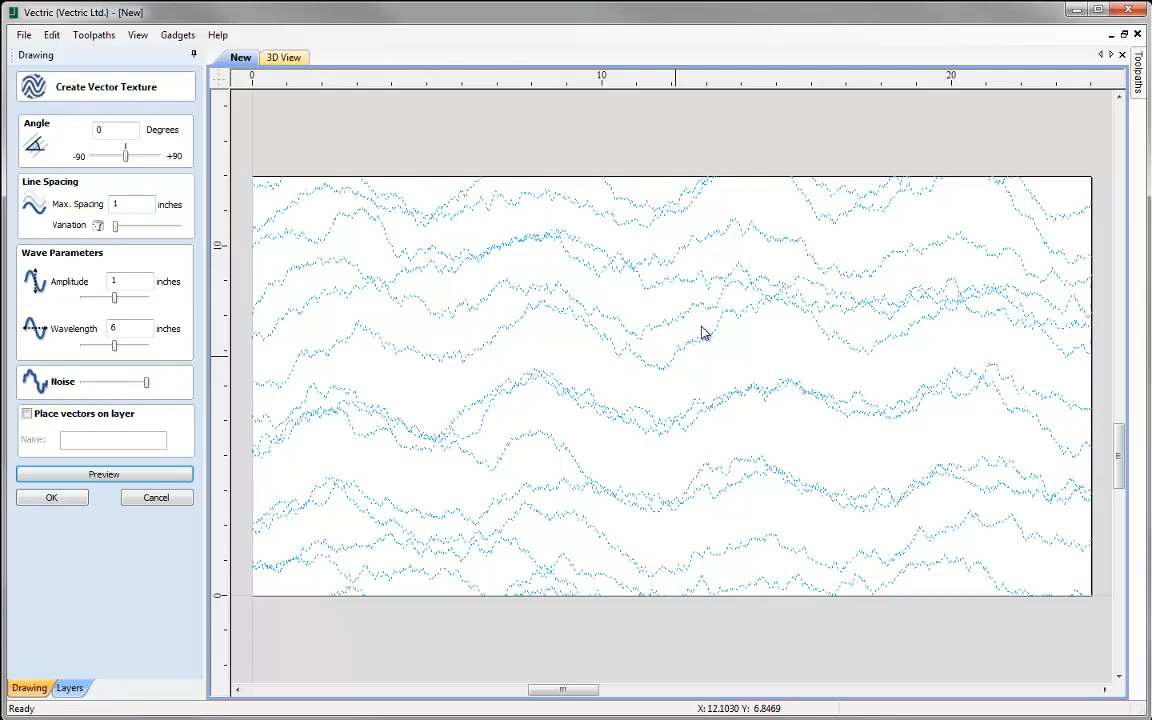 Vectric {Vectric Ltd.} - [New]
File Edit Toolpaths View Gadgets Help
Drawing
New 3D View
0 10 20
Create Vector Texture
Angle
0 Degrees
-90 +90
Line Spacing
Max. Spacing 1 inches
Variation
Wave Parameters
Amplitude 1 inches
Wavelength 6 inches
Noise
Place vectors on layer
Name:
Preview
OK Cancel
10
0
Toolpaths
Drawing Layers
Ready X: 12.1030 Y: 6.8469